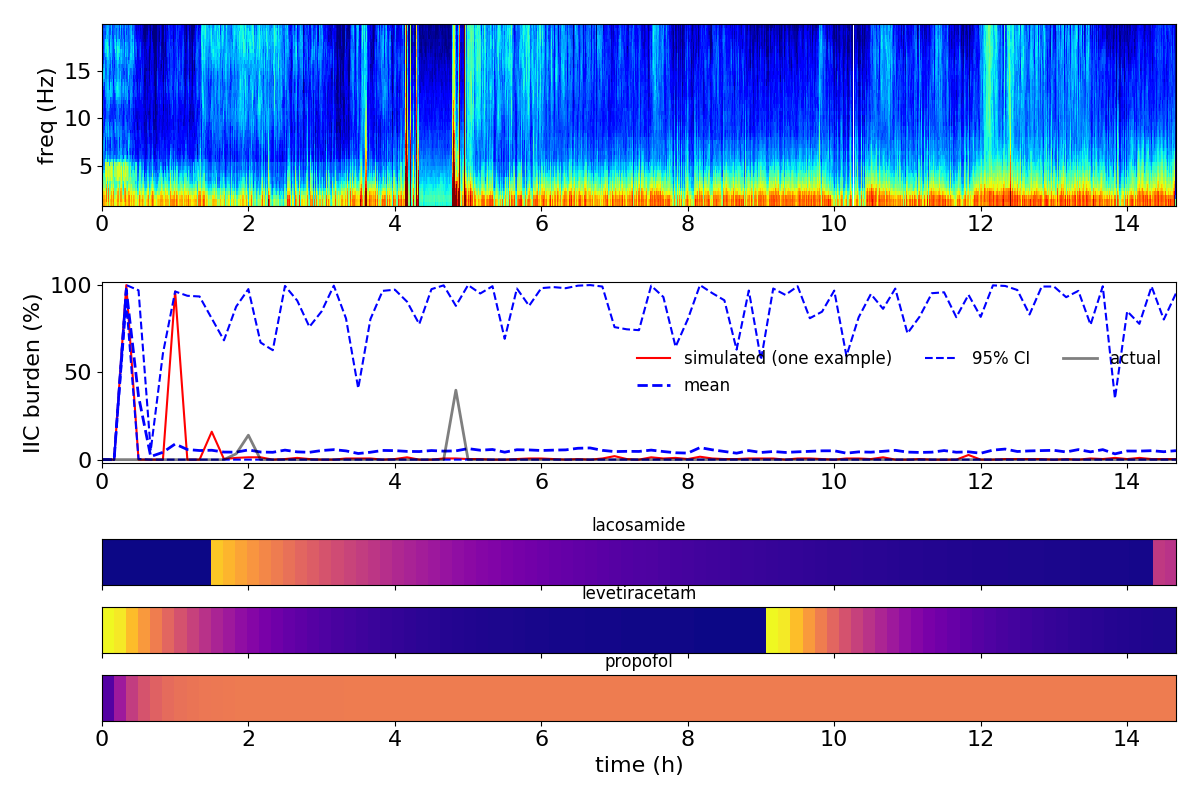 15
10
5
freq (Hz)
0 2 4 6 8 10 12 14
100
50
0
IIC burden (%)
simulated (one example) 95% CI actual
mean
0 2 4 6 8 10 12 14
lacosamide
levetiracetam
propofol
0 2 4 6 8 10 12 14
time (h)